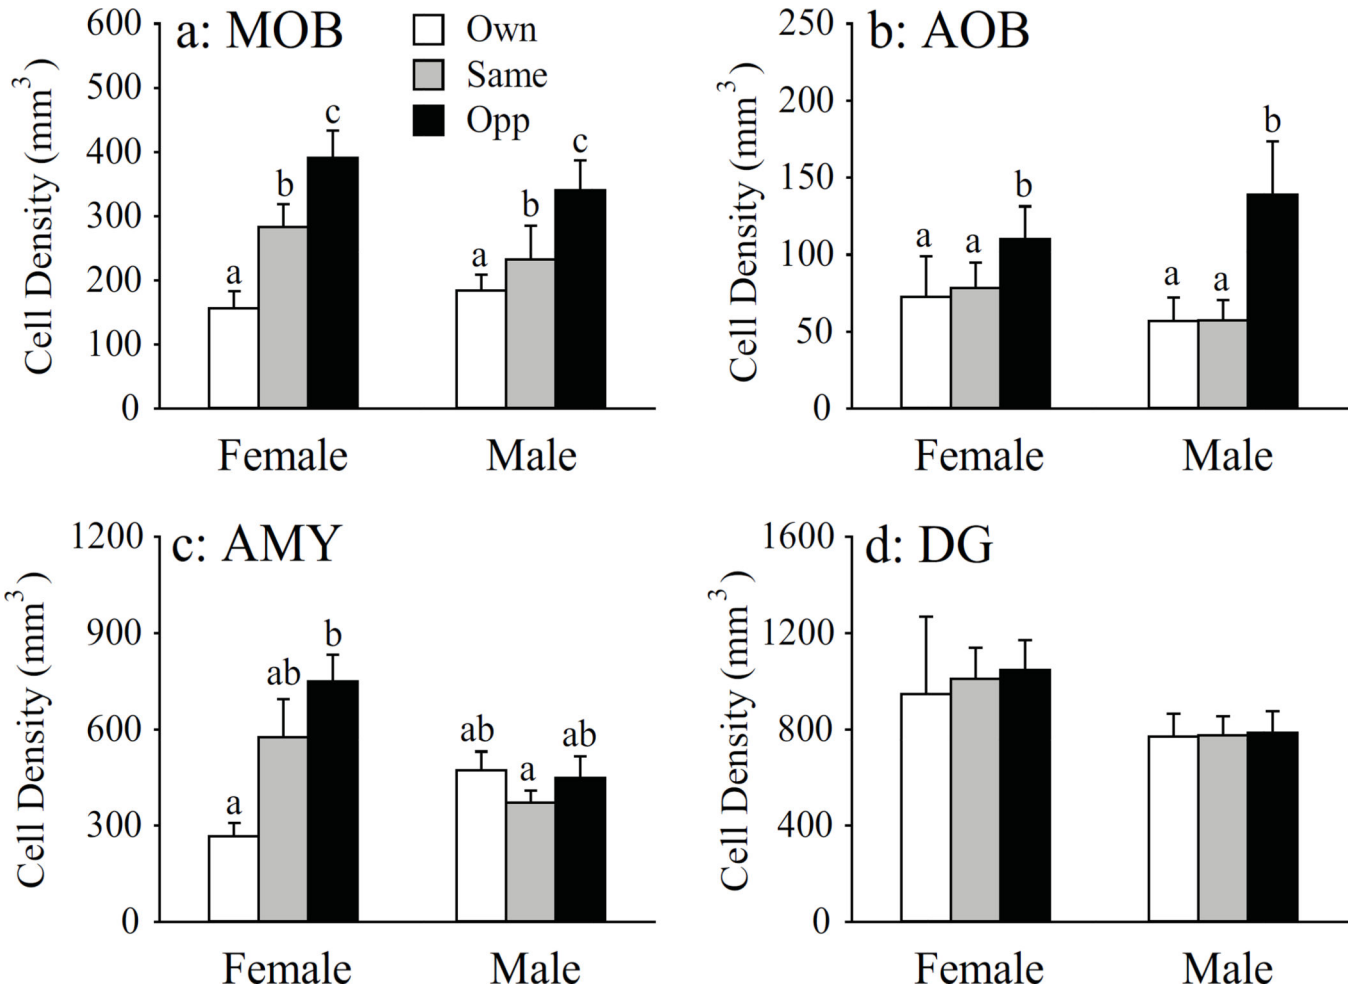 a: MOB
Own
Same
Opp
Cell Density (mm³)
600
500
400
300
200
100
0
a
b
c
a
b
c
Female
Male
b: AOB
Cell Density (mm³)
250
200
150
100
50
0
a
a
b
a
a
b
Female
Male
c: AMY
Cell Density (mm³)
1200
900
600
300
0
a
ab
b
ab
a
ab
Female
Male
d: DG
Cell Density (mm³)
1600
1200
800
400
0
Female
Male